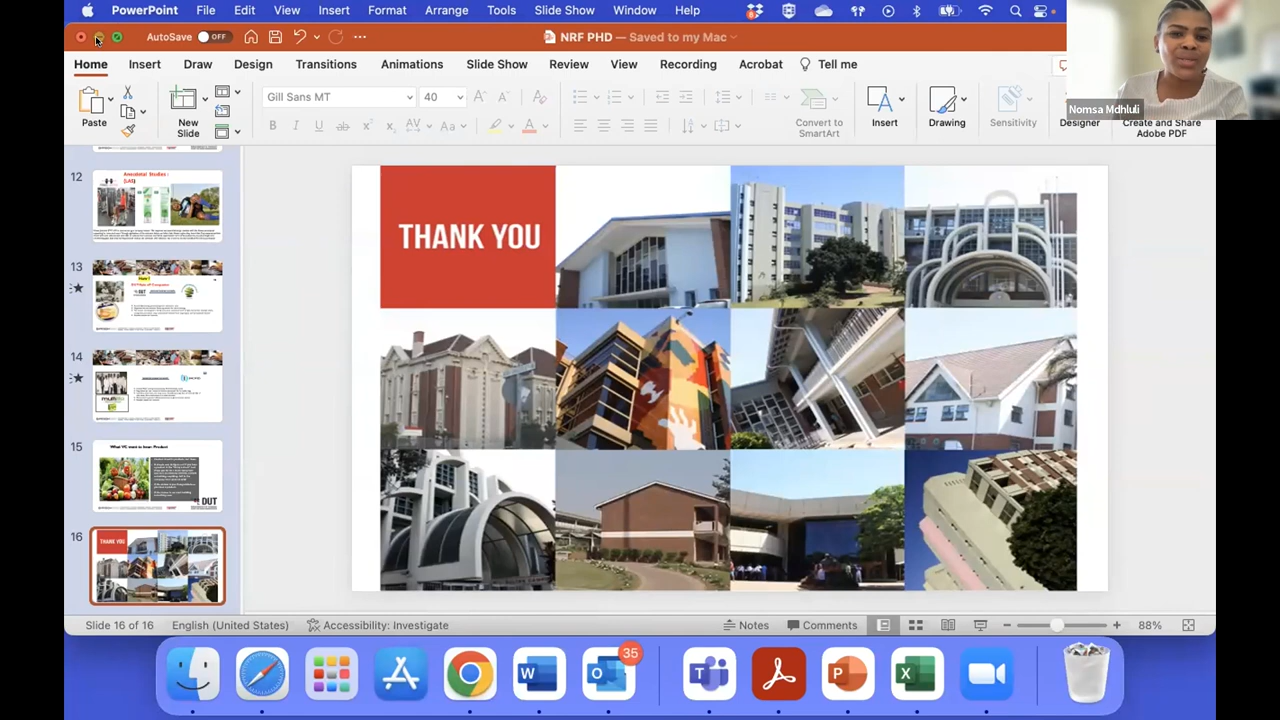 PowerPoint File Edit View Insert Format Arrange Tools Slide Show Window Help
AutoSave OFF NRF PHD — Saved to my Mac
Home Insert Draw Design Transitions Animations Slide Show Review View Recording Acrobat Tell me
Gill Sans MT 40
Paste New Slide Convert to SmartArt Insert Drawing Sensitivity Designer Create and Share Adobe PDF
Nomsa Mdhluli
12
13
14
15
DUT
16
THANK YOU
THANK YOU
Slide 16 of 16 English (United States) Accessibility: Investigate Notes Comments 88%
35